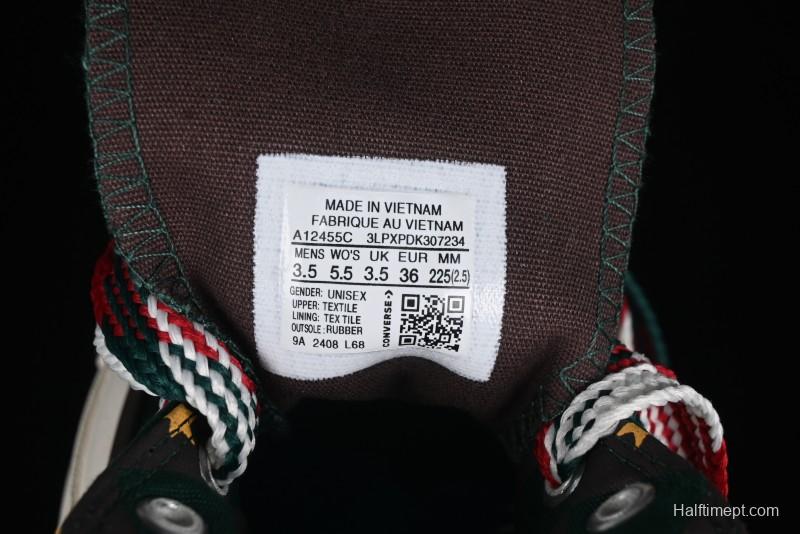 MADE IN VIETNAM
FABRIQUE AU VIETNAM
A12455C 3LPXPDK307234
MENS WO'S UK EUR MM
3.5 5.5 3.5 36 225(2.5)
GENDER: UNISEX
UPPER: TEXTILE
LINING: TEXTILE
OUTSOLE: RUBBER
9A 2408 L68
CONVERSE
Halftimept.com